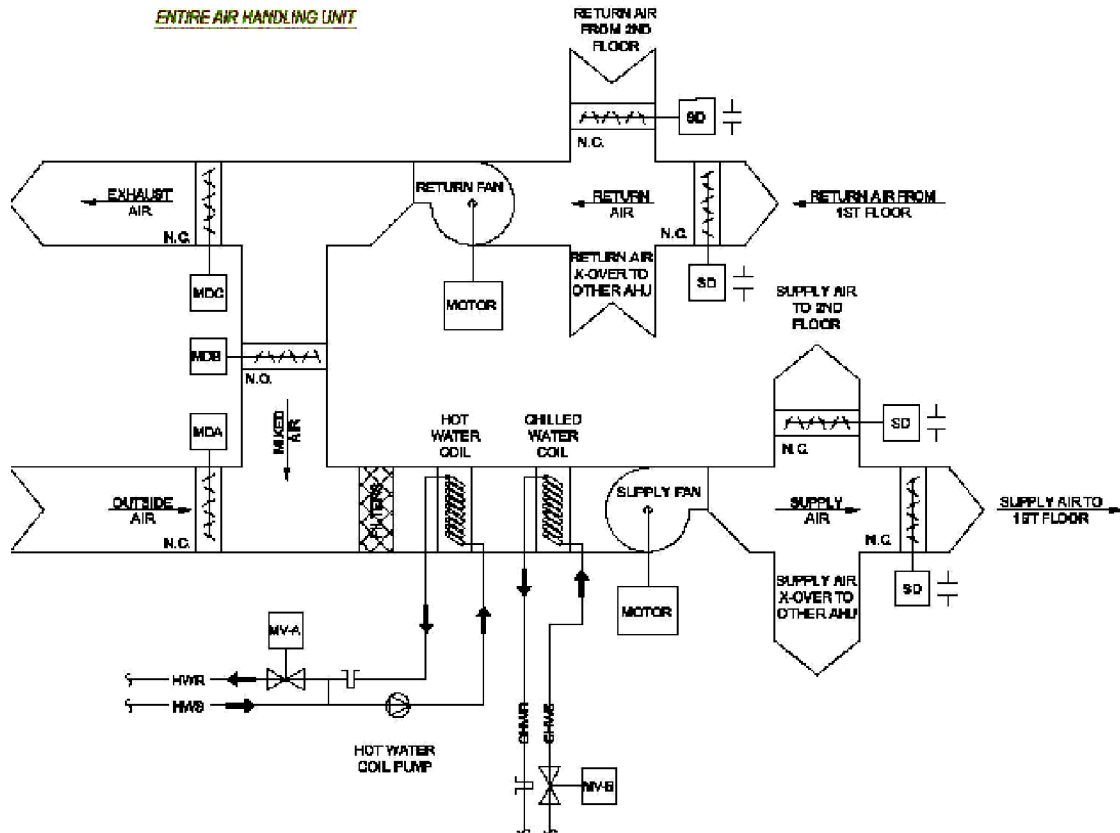 ENTIRE AIR HANDLING UNIT
RETURN AIR
FROM 2ND
FLOOR
SD
N.C.
EXHAUST
AIR
N.C.
RETURN FAN
RETURN
AIR
N.C.
RETURN AIR FROM
1ST FLOOR
MDC
MOTOR
RETURN AIR
X-OVER TO
OTHER AHU
SD
SUPPLY AIR
TO 2ND
FLOOR
MDB
N.O.
MDA
MIXED
AIR
HOT
WATER
COIL
CHILLED
WATER
COIL
SD
N.C.
OUTSIDE
AIR
N.C.
FILTERS
SUPPLY FAN
SUPPLY
AIR
N.C.
SUPPLY AIR TO
1ST FLOOR
MOTOR
SUPPLY AIR
X-OVER TO
OTHER AHU
SD
MV-A
HWR
HWS
HOT WATER
COIL PUMP
CHWR
CHWS
MV-B